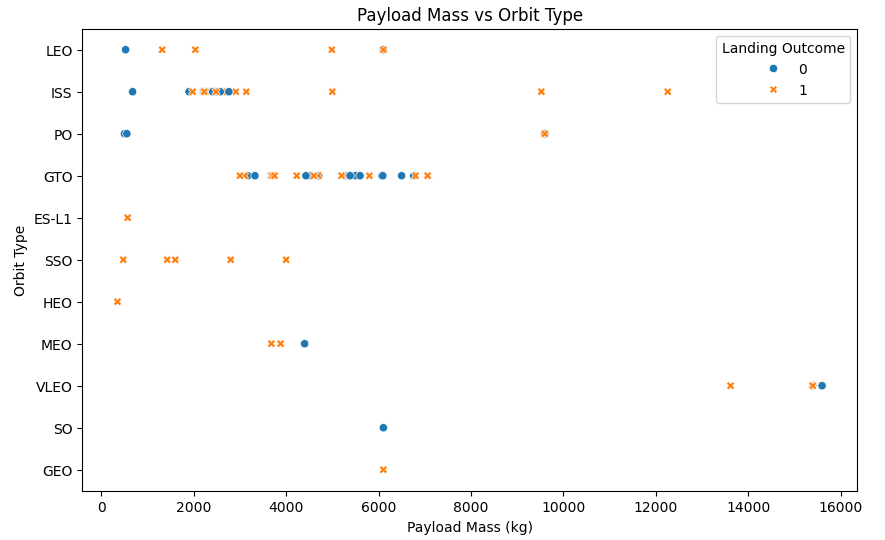 Payload Mass vs Orbit Type
Landing Outcome
0
1
LEO
ISS
PO
GTO
ES-L1
SSO
HEO
MEO
VLEO
SO
GEO
Orbit Type
0 2000 4000 6000 8000 10000 12000 14000 16000
Payload Mass (kg)